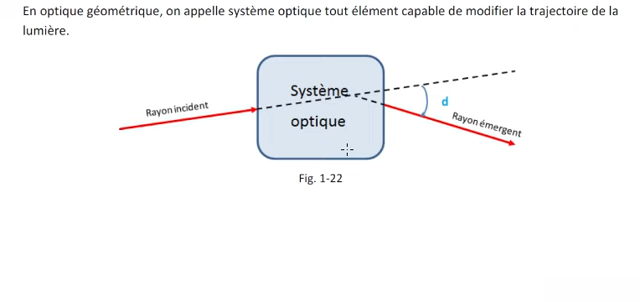 En optique géométrique, on appelle système optique tout élément capable de modifier la trajectoire de la
lumière.
Rayon incident
Système
optique
d
Rayon émergent
Fig. 1-22